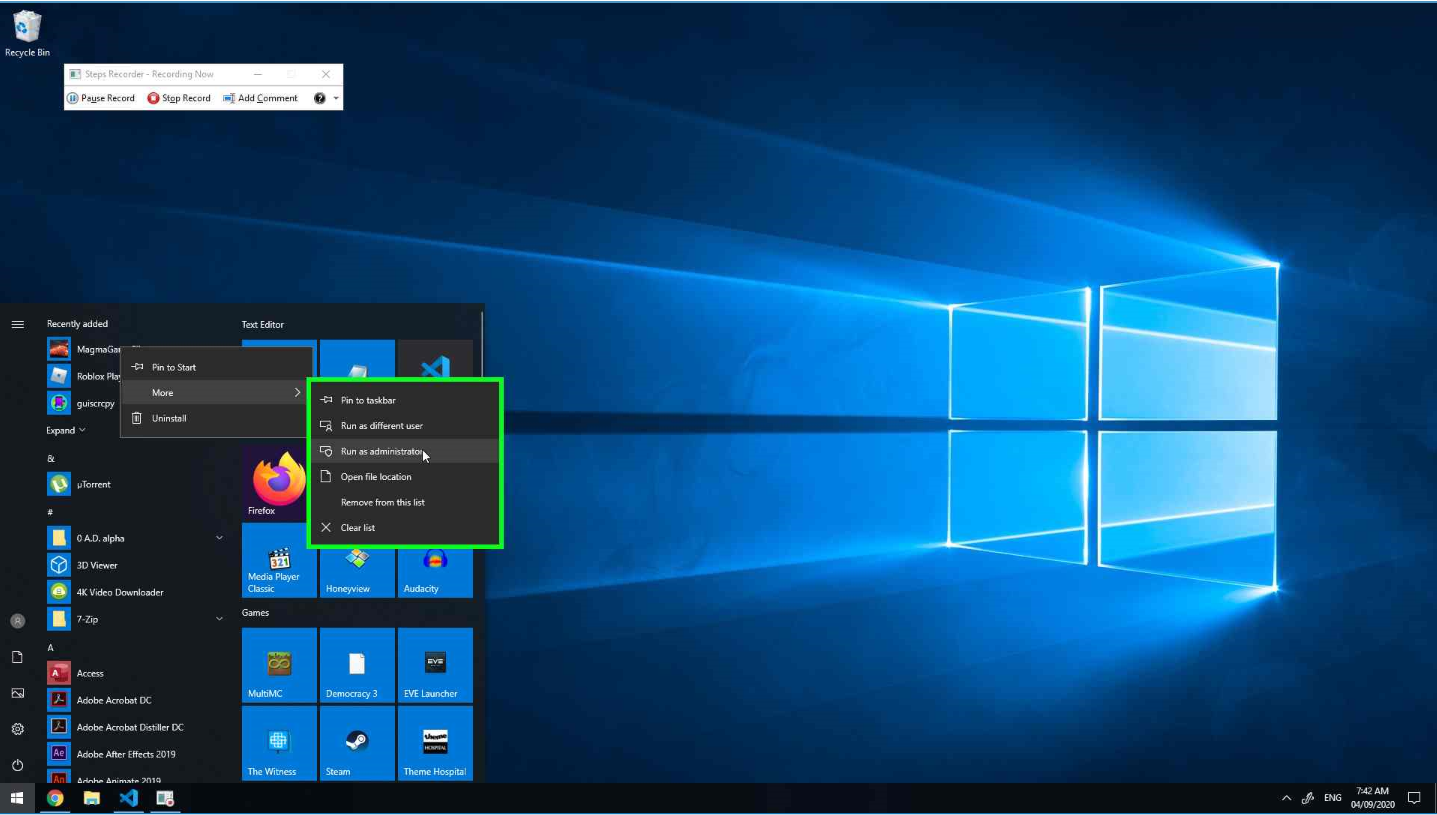 Recycle Bin
Steps Recorder - Recording Now
Pause Record Stop Record Add Comment
Recently added
Text Editor
Pin to Start
Roblox
More
guiscrcpy
Uninstall
Expand
Pin to taskbar
Run as different user
Run as administrator
Open file location
Remove from this list
Clear list
&
µTorrent
#
0 A.D. alpha
3D Viewer
4K Video Downloader
7-Zip
A
Access
Adobe Acrobat DC
Adobe Acrobat Distiller DC
Adobe After Effects 2019
Adobe Animate 2019
Firefox
321
Media Player
Classic
Honeyview
Audacity
Games
EVE
MultiMC
Democracy 3
EVE Launcher
Theme
HOSPITAL
The Witness
Steam
Theme Hospital
ENG
7:42 AM
04/09/2020